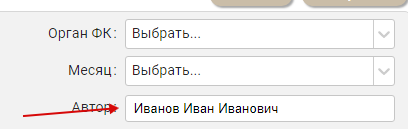 Орган ФК: Выбрать...
Месяц: Выбрать...
Автор: Иванов Иван Иванович